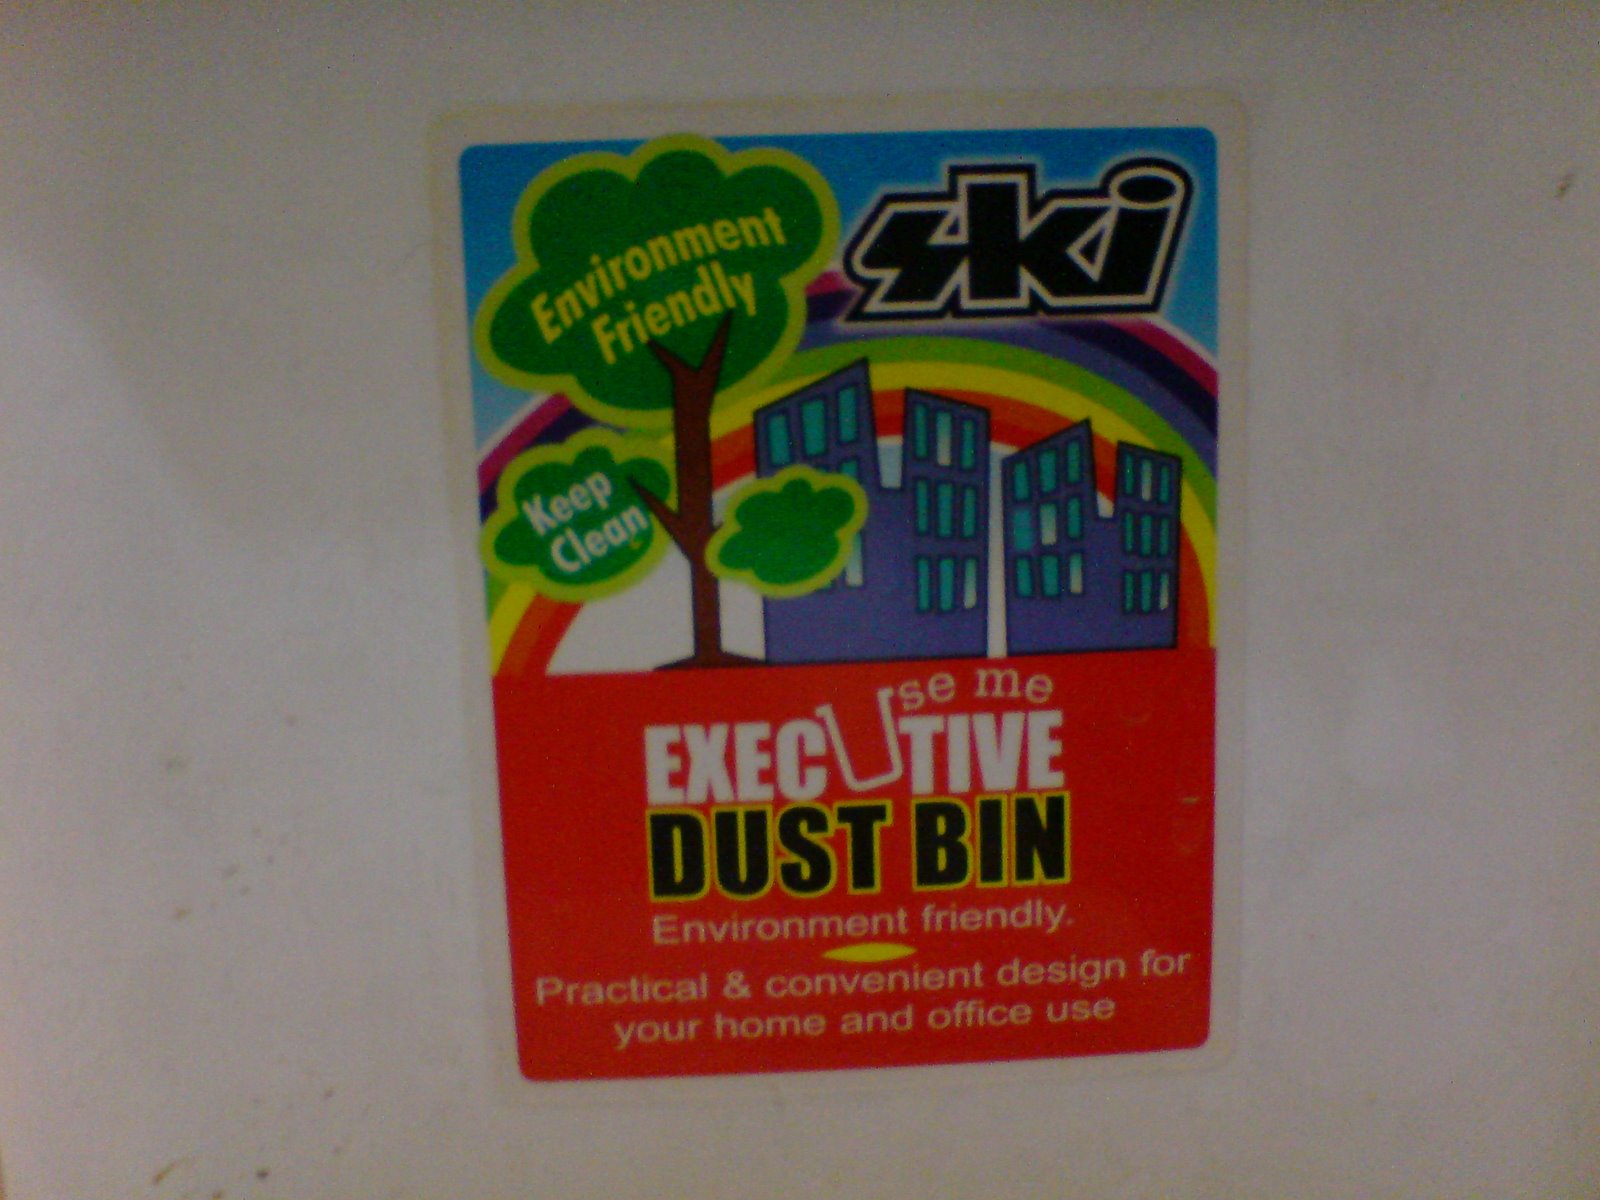 Environment
Friendly
ski
Keep
Clean
Use me
EXECUTIVE
DUST BIN
Environment friendly.
Practical & convenient design for
your home and office use